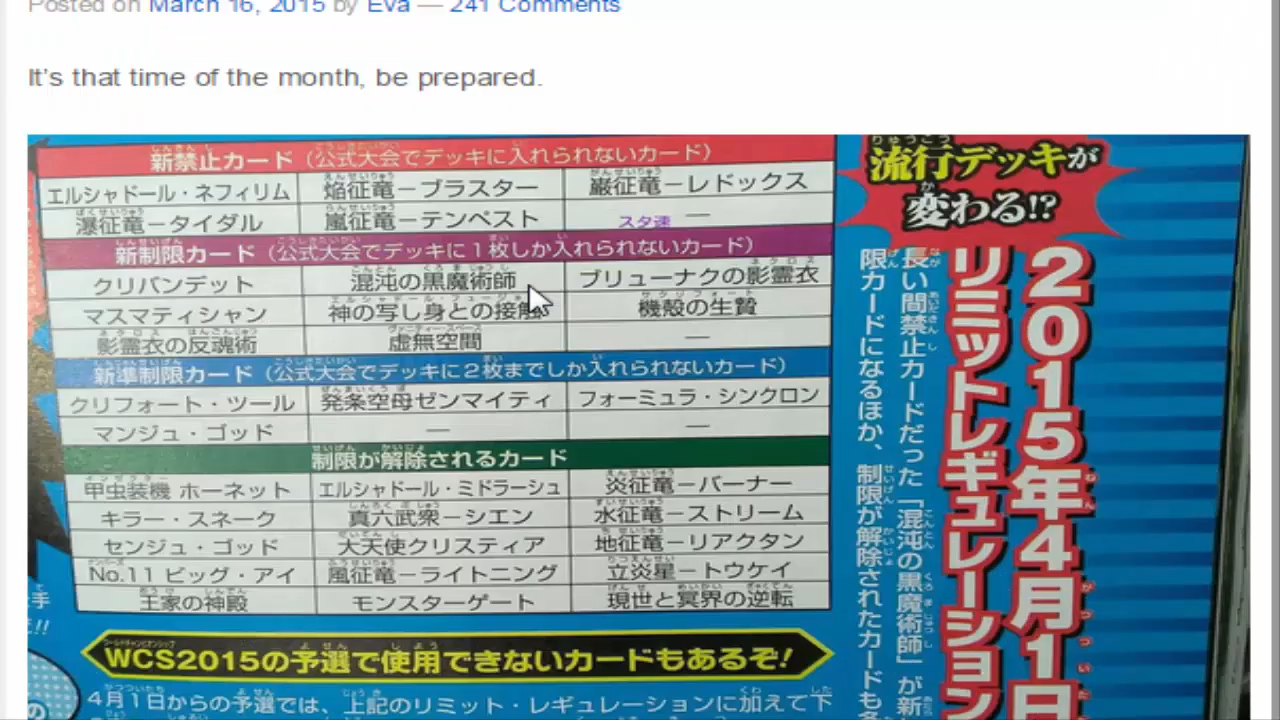 Posted on March 16, 2015 by Eva — 241 Comments
It's that time of the month, be prepared.
新禁止カード（公式大会でデッキに入れられないカード）
エルシャドール・ネフィリム 焔征竜－ブラスター 巌征竜－レドックス
瀑征竜－タイダル 嵐征竜－テンペスト スタ速 —
新制限カード（公式大会でデッキに１枚しか入れられないカード）
クリバンデット 混沌の黒魔術師 ブリューナクの影霊衣
マスマティシャン 神の写し身との接触 機殻の生贄
影霊衣の反魂術 虚無空間 —
新準制限カード（公式大会でデッキに２枚までしか入れられないカード）
クリフォート・ツール 発条空母ゼンマイティ フォーミュラ・シンクロン
マンジュ・ゴッド — —
制限が解除されるカード
甲虫装機 ホーネット エルシャドール・ミドラーシュ 炎征竜－バーナー
キラー・スネーク 真六武衆－シエン 水征竜－ストリーム
センジュ・ゴッド 大天使クリスティア 地征竜－リアクタン
No.11 ビッグ・アイ 風征竜－ライトニング 立炎星－トウケイ
王家の神殿 モンスターゲート 現世と冥界の逆転
WCS2015の予選で使用できないカードもあるぞ！
４月１日からの予選では、上記のリミット・レギュレーションに加えて下
流行デッキが
変わる!?
2015年4月1日
リミットレギュレーション
長い間禁止カードだった「混沌の黒魔術師」が新
限カードになるほか、制限が解除されたカードも多